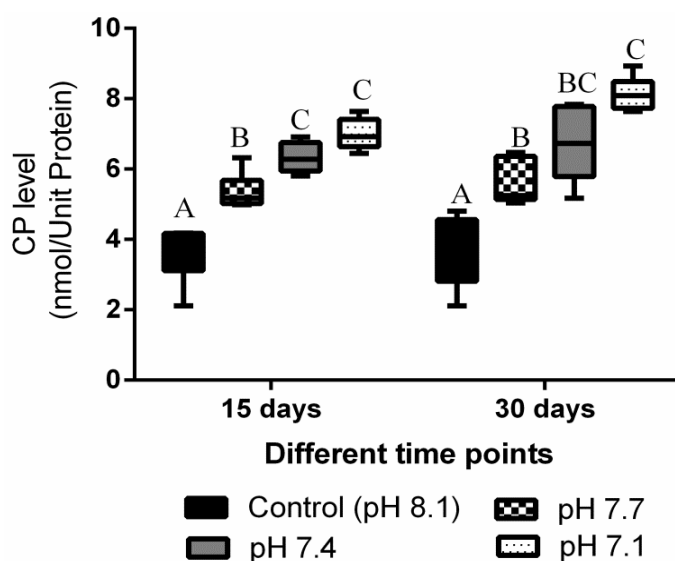 CP level
(nmol/Unit Protein)
10
8
6
4
2
0
A
B
C
C
A
B
BC
C
15 days
30 days
Different time points
Control (pH 8.1)
pH 7.7
pH 7.4
pH 7.1